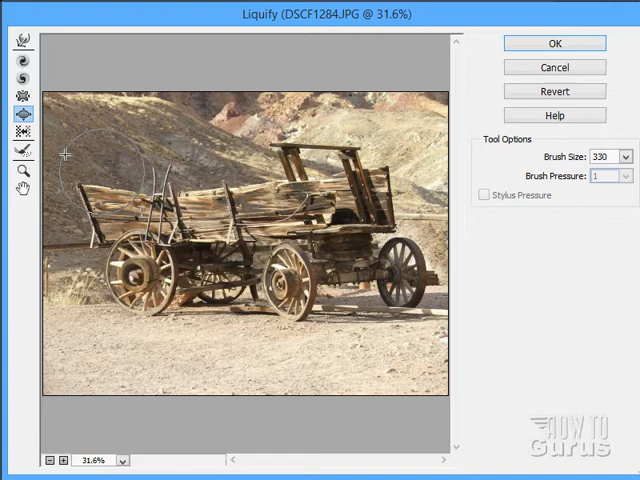 Liquify (DSCF1284.JPG @ 31.6%)
OK
Cancel
Revert
Help
Tool Options
Brush Size: 330
Brush Pressure: 1
Stylus Pressure
31.6%
HOW TO
Gurus